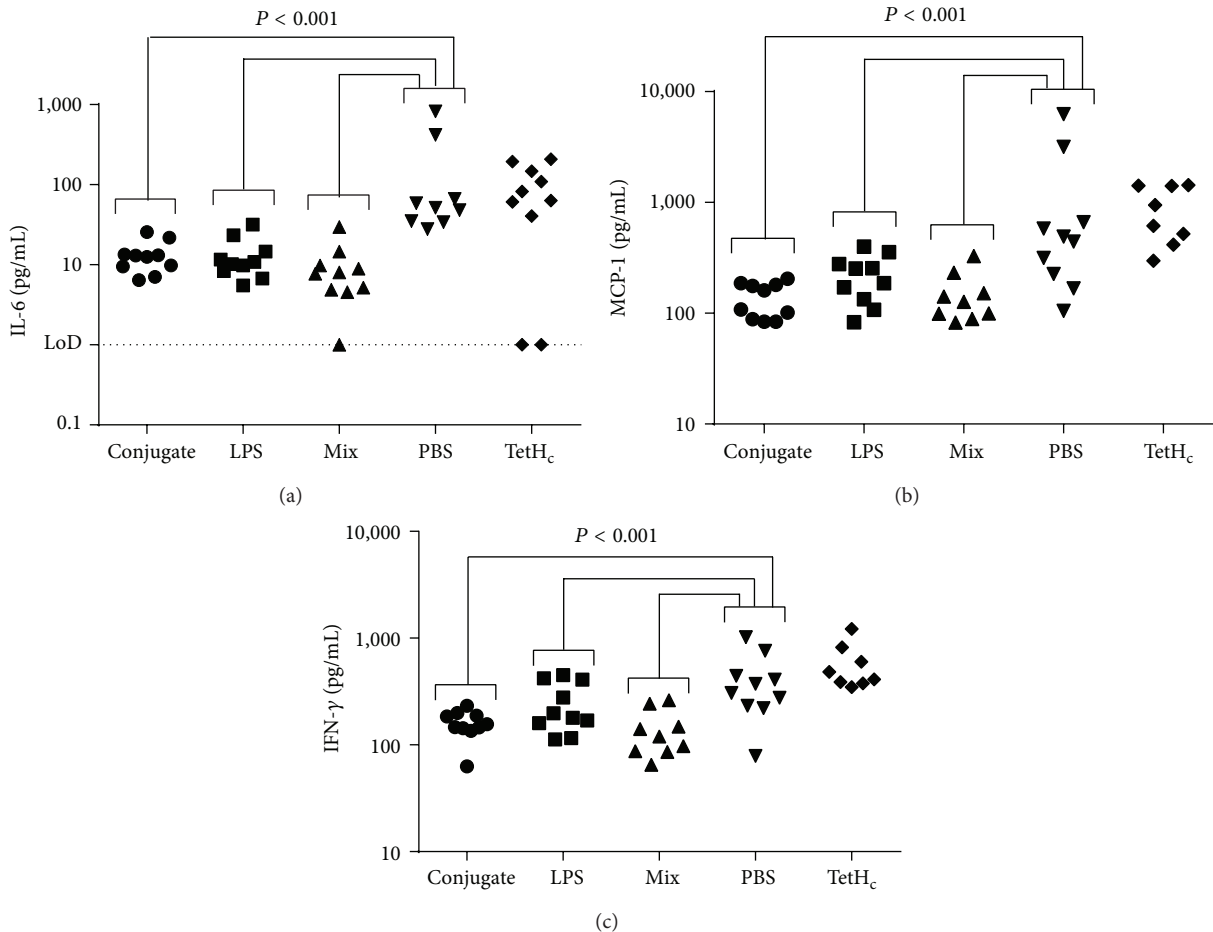 P < 0.001
1,000
100
10
LoD
0.1
IL-6 (pg/mL)
Conjugate LPS Mix PBS TetHc
(a)
P < 0.001
10,000
1,000
100
10
MCP-1 (pg/mL)
Conjugate LPS Mix PBS TetHc
(b)
P < 0.001
10,000
1,000
100
10
IFN-γ (pg/mL)
Conjugate LPS Mix PBS TetHc
(c)